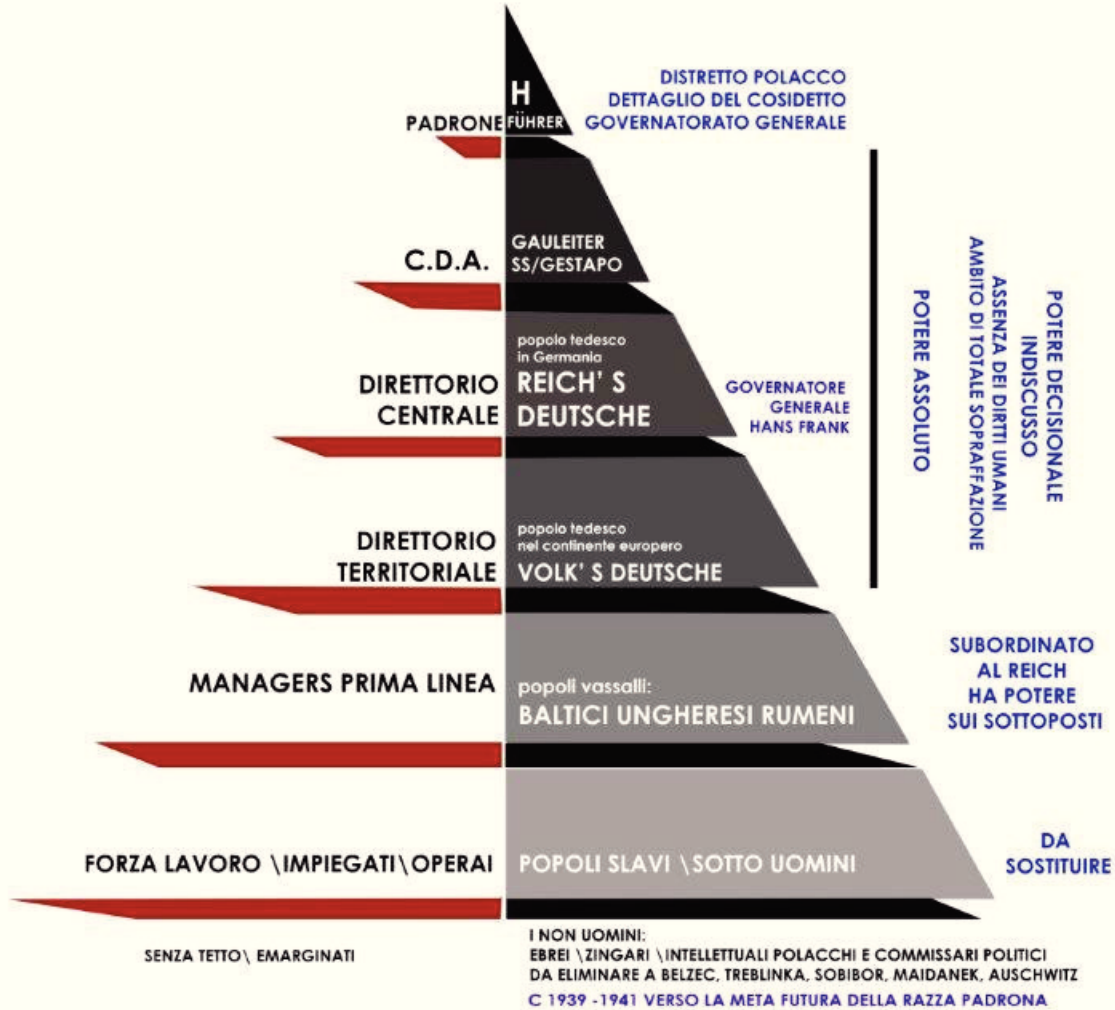 DISTRETTO POLACCO
DETTAGLIO DEL COSIDETTO
GOVERNATORATO GENERALE
PADRONE
H
FÜHRER
C.D.A.
GAULEITER
SS/GESTAPO
DIRETTORIO
CENTRALE
popolo tedesco
in Germania
REICH' S
DEUTSCHE
GOVERNATORE
GENERALE
HANS FRANK
POTERE ASSOLUTO
POTERE DECISIONALE
INDISCUSSO
ASSENZA DEI DIRTTI UMANI
AMBITO DI TOTALE SOPRAFFAZIONE
DIRETTORIO
TERRITORIALE
popolo tedesco
nel continente europero
VOLK' S DEUTSCHE
MANAGERS PRIMA LINEA
popoli vassalli:
BALTICI UNGHERESI RUMENI
SUBORDINATO
AL REICH
HA POTERE
SUI SOTTOPOSTI
FORZA LAVORO \IMPIEGATI\OPERAI
POPOLI SLAVI \SOTTO UOMINI
DA
SOSTITUIRE
SENZA TETTO\ EMARGINATI
I NON UOMINI:
EBREI \ZINGARI \INTELLETTUALI POLACCHI E COMMISSARI POLITICI
DA ELIMINARE A BELZEC, TREBLINKA, SOBIBOR, MAIDANEK, AUSCHWITZ
C 1939 -1941 VERSO LA META FUTURA DELLA RAZZA PADRONA